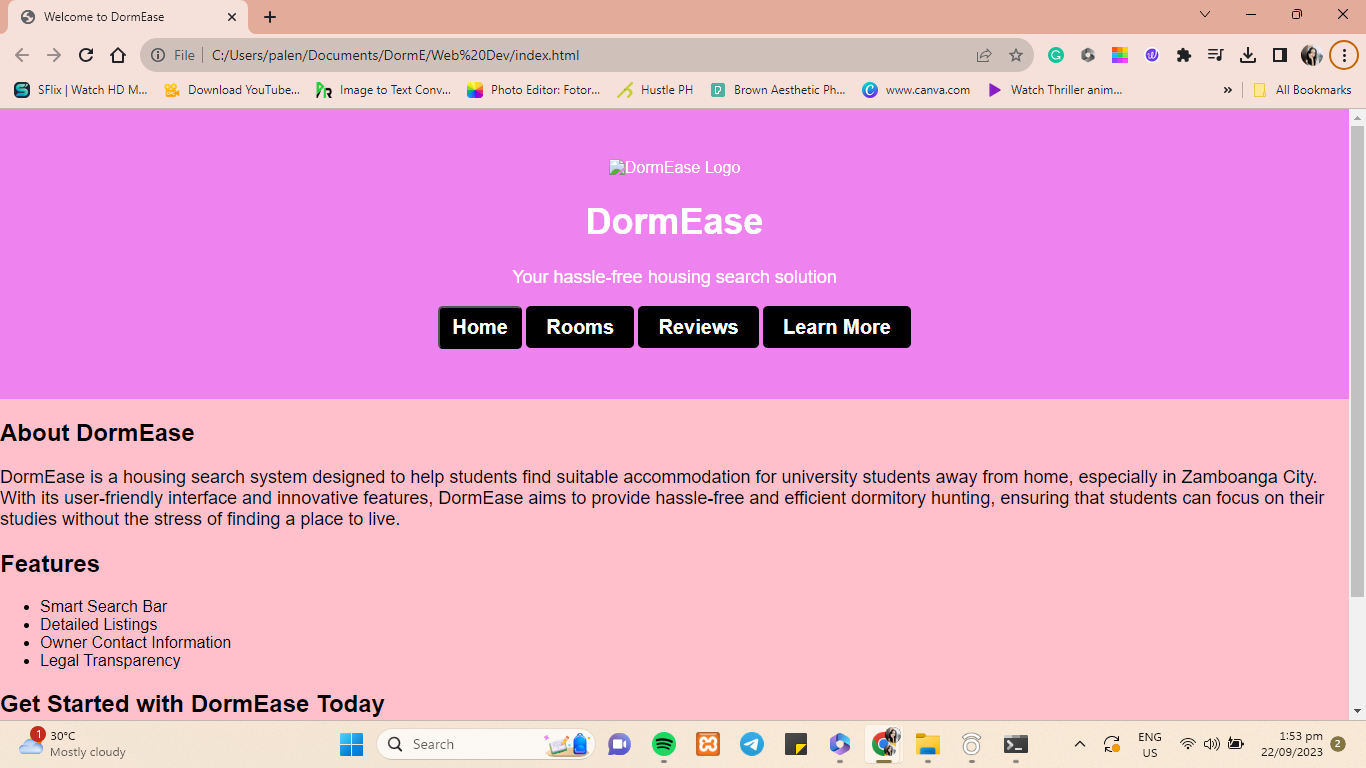 Welcome to DormEase
File
C:/Users/palen/Documents/DormE/Web%20Dev/index.html
SFlix | Watch HD M...
Download YouTube...
Image to Text Conv...
Photo Editor: Fotor...
Hustle PH
Brown Aesthetic Ph...
www.canva.com
Watch Thriller anim...
»
All Bookmarks
DormEase Logo
DormEase
Your hassle-free housing search solution
Home
Rooms
Reviews
Learn More
About DormEase
DormEase is a housing search system designed to help students find suitable accommodation for university students away from home, especially in Zamboanga City.
With its user-friendly interface and innovative features, DormEase aims to provide hassle-free and efficient dormitory hunting, ensuring that students can focus on their
studies without the stress of finding a place to live.
Features
• Smart Search Bar
• Detailed Listings
• Owner Contact Information
• Legal Transparency
Get Started with DormEase Today
1
30°C
Mostly cloudy
Search
ENG
US
1:53 pm
22/09/2023
2